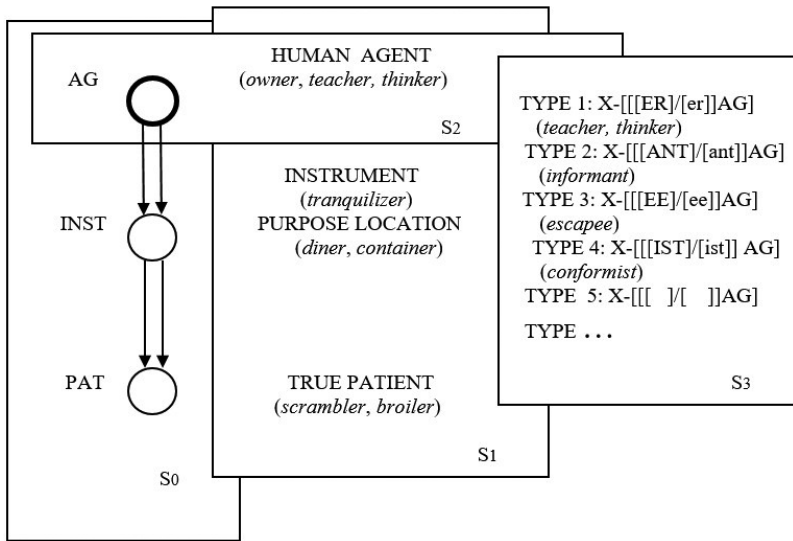 AG
HUMAN AGENT
(owner, teacher, thinker)
S2
INST
INSTRUMENT
(tranquilizer)
PURPOSE LOCATION
(diner, container)
PAT
TRUE PATIENT
(scrambler, broiler)
S1
S0
TYPE 1: X-[[[ER]/[er]]AG]
(teacher, thinker)
TYPE 2: X-[[[ANT]/[ant]]AG]
(informant)
TYPE 3: X-[[[EE]/[ee]]AG]
(escapee)
TYPE 4: X-[[[IST]/[ist]] AG]
(conformist)
TYPE 5: X-[[[ ]/[ ]]AG]
TYPE . . .
S3